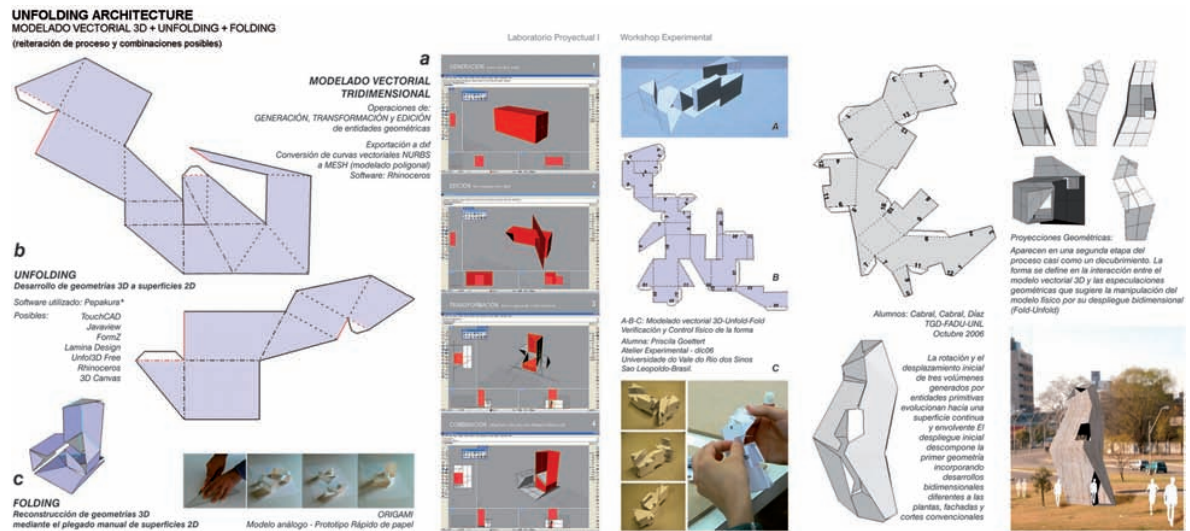 UNFOLDING ARCHITECTURE
MODELADO VECTORIAL 3D + UNFOLDING + FOLDING
(reiteración de proceso y combinaciones posibles)
a
MODELADO VECTORIAL
TRIDIMENSIONAL
Operaciones de:
GENERACIÓN, TRANSFORMACIÓN y EDICIÓN
de entidades geométricas
Exportación a dxf
Conversión de curvas vectoriales NURBS
a MESH (modelado poligonal)
Software: Rhinoceros
b
UNFOLDING
Desarrollo de geometrías 3D a superficies 2D
Software utilizado: Pepakura*
Posibles:
TouchCAD
Javaview
FormZ
Lamina Design
Unfol3D Free
Rhinoceros
3D Canvas
C
FOLDING
Reconstrucción de geometrías 3D
mediante el plegado manual de superficies 2D
ORIGAMI
Modelo análogo - Prototipo Rápido de papel
Laboratorio Proyectual I
GENERACION
1
EDICION
2
TRANSFORMACION
3
COMBINACION
4
Workshop Experimental
A
B
A-B-C: Modelado vectorial 3D-Unfold-Fold
Verificación y Control físico de la forma
Alumna: Priscila Goettert
Atelier Experimental - dic06
Universidade do Vale do Rio dos Sinos
Sao Leopoldo-Brasil.
C
Alumnos: Cabral, Cabral, Díaz
TGD-FADU-UNL
Octubre 2006
La rotación y el
desplazamiento inicial
de tres volúmenes
generados por
entidades primitivas
evolucionan hacia una
superficie continua
y envolvente El
despliegue inicial
descompone la
primer geometría
incorporando
desarrollos
bidimensionales
diferentes a las
plantas, fachadas y
cortes convencionales
Proyecciones Geométricas:
Aparecen en una segunda etapa del
proceso casi como un decubrimiento. La
forma se define en la interacción entre el
modelo vectorial 3D y las especulaciones
geométricas que sugiere la manipulación del
modelo físico por su despliegue bidimensional
(Fold-Unfold)